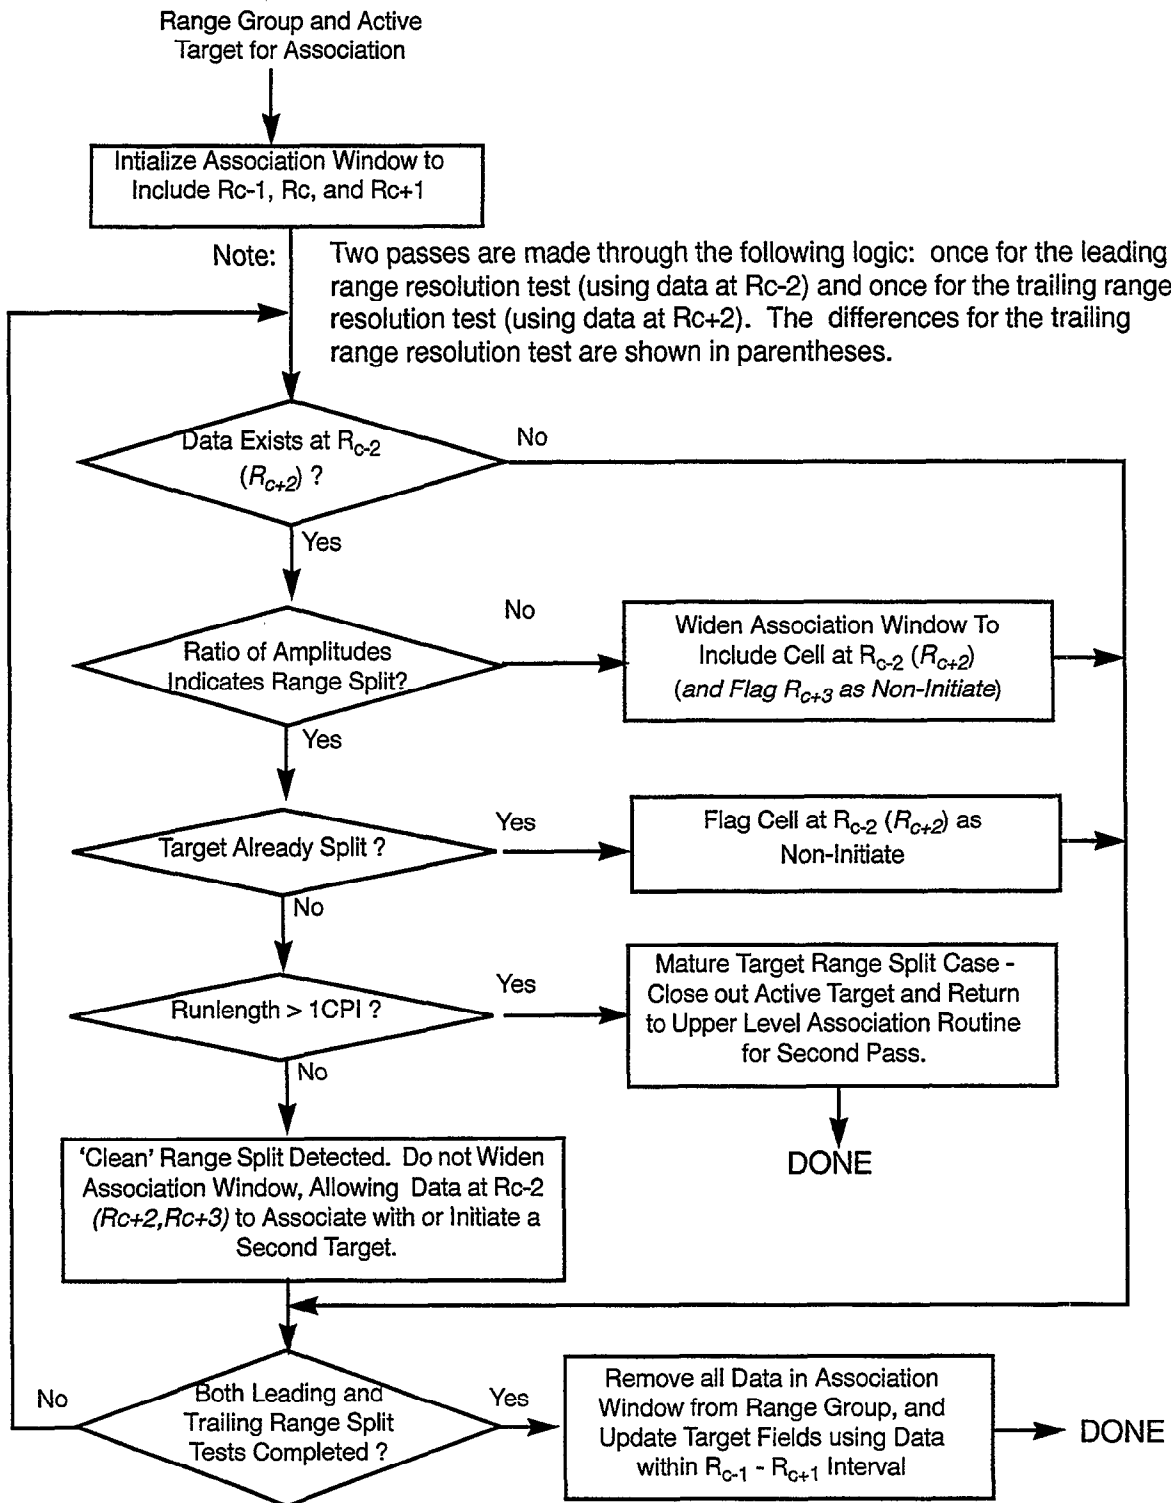 Range Group and Active
Target for Association
Intialize Association Window to
Include Rc-1, Rc, and Rc+1
Note:
Two passes are made through the following logic: once for the leading
range resolution test (using data at Rc-2) and once for the trailing range
resolution test (using data at Rc+2). The differences for the trailing
range resolution test are shown in parentheses.
Data Exists at Rc-2
(Rc+2) ?
No
Yes
Ratio of Amplitudes
Indicates Range Split?
No
Widen Association Window To
Include Cell at Rc-2 (Rc+2)
(and Flag Rc+3 as Non-Initiate)
Yes
Target Already Split ?
Yes
Flag Cell at Rc-2 (Rc+2) as
Non-Initiate
No
Runlength > 1CPI ?
Yes
Mature Target Range Split Case -
Close out Active Target and Return
to Upper Level Association Routine
for Second Pass.
No
DONE
'Clean' Range Split Detected. Do not Widen
Association Window, Allowing Data at Rc-2
(Rc+2,Rc+3) to Associate with or Initiate a
Second Target.
No
Both Leading and
Trailing Range Split
Tests Completed ?
Yes
Remove all Data in Association
Window from Range Group, and
Update Target Fields using Data
within Rc-1 - Rc+1 Interval
DONE